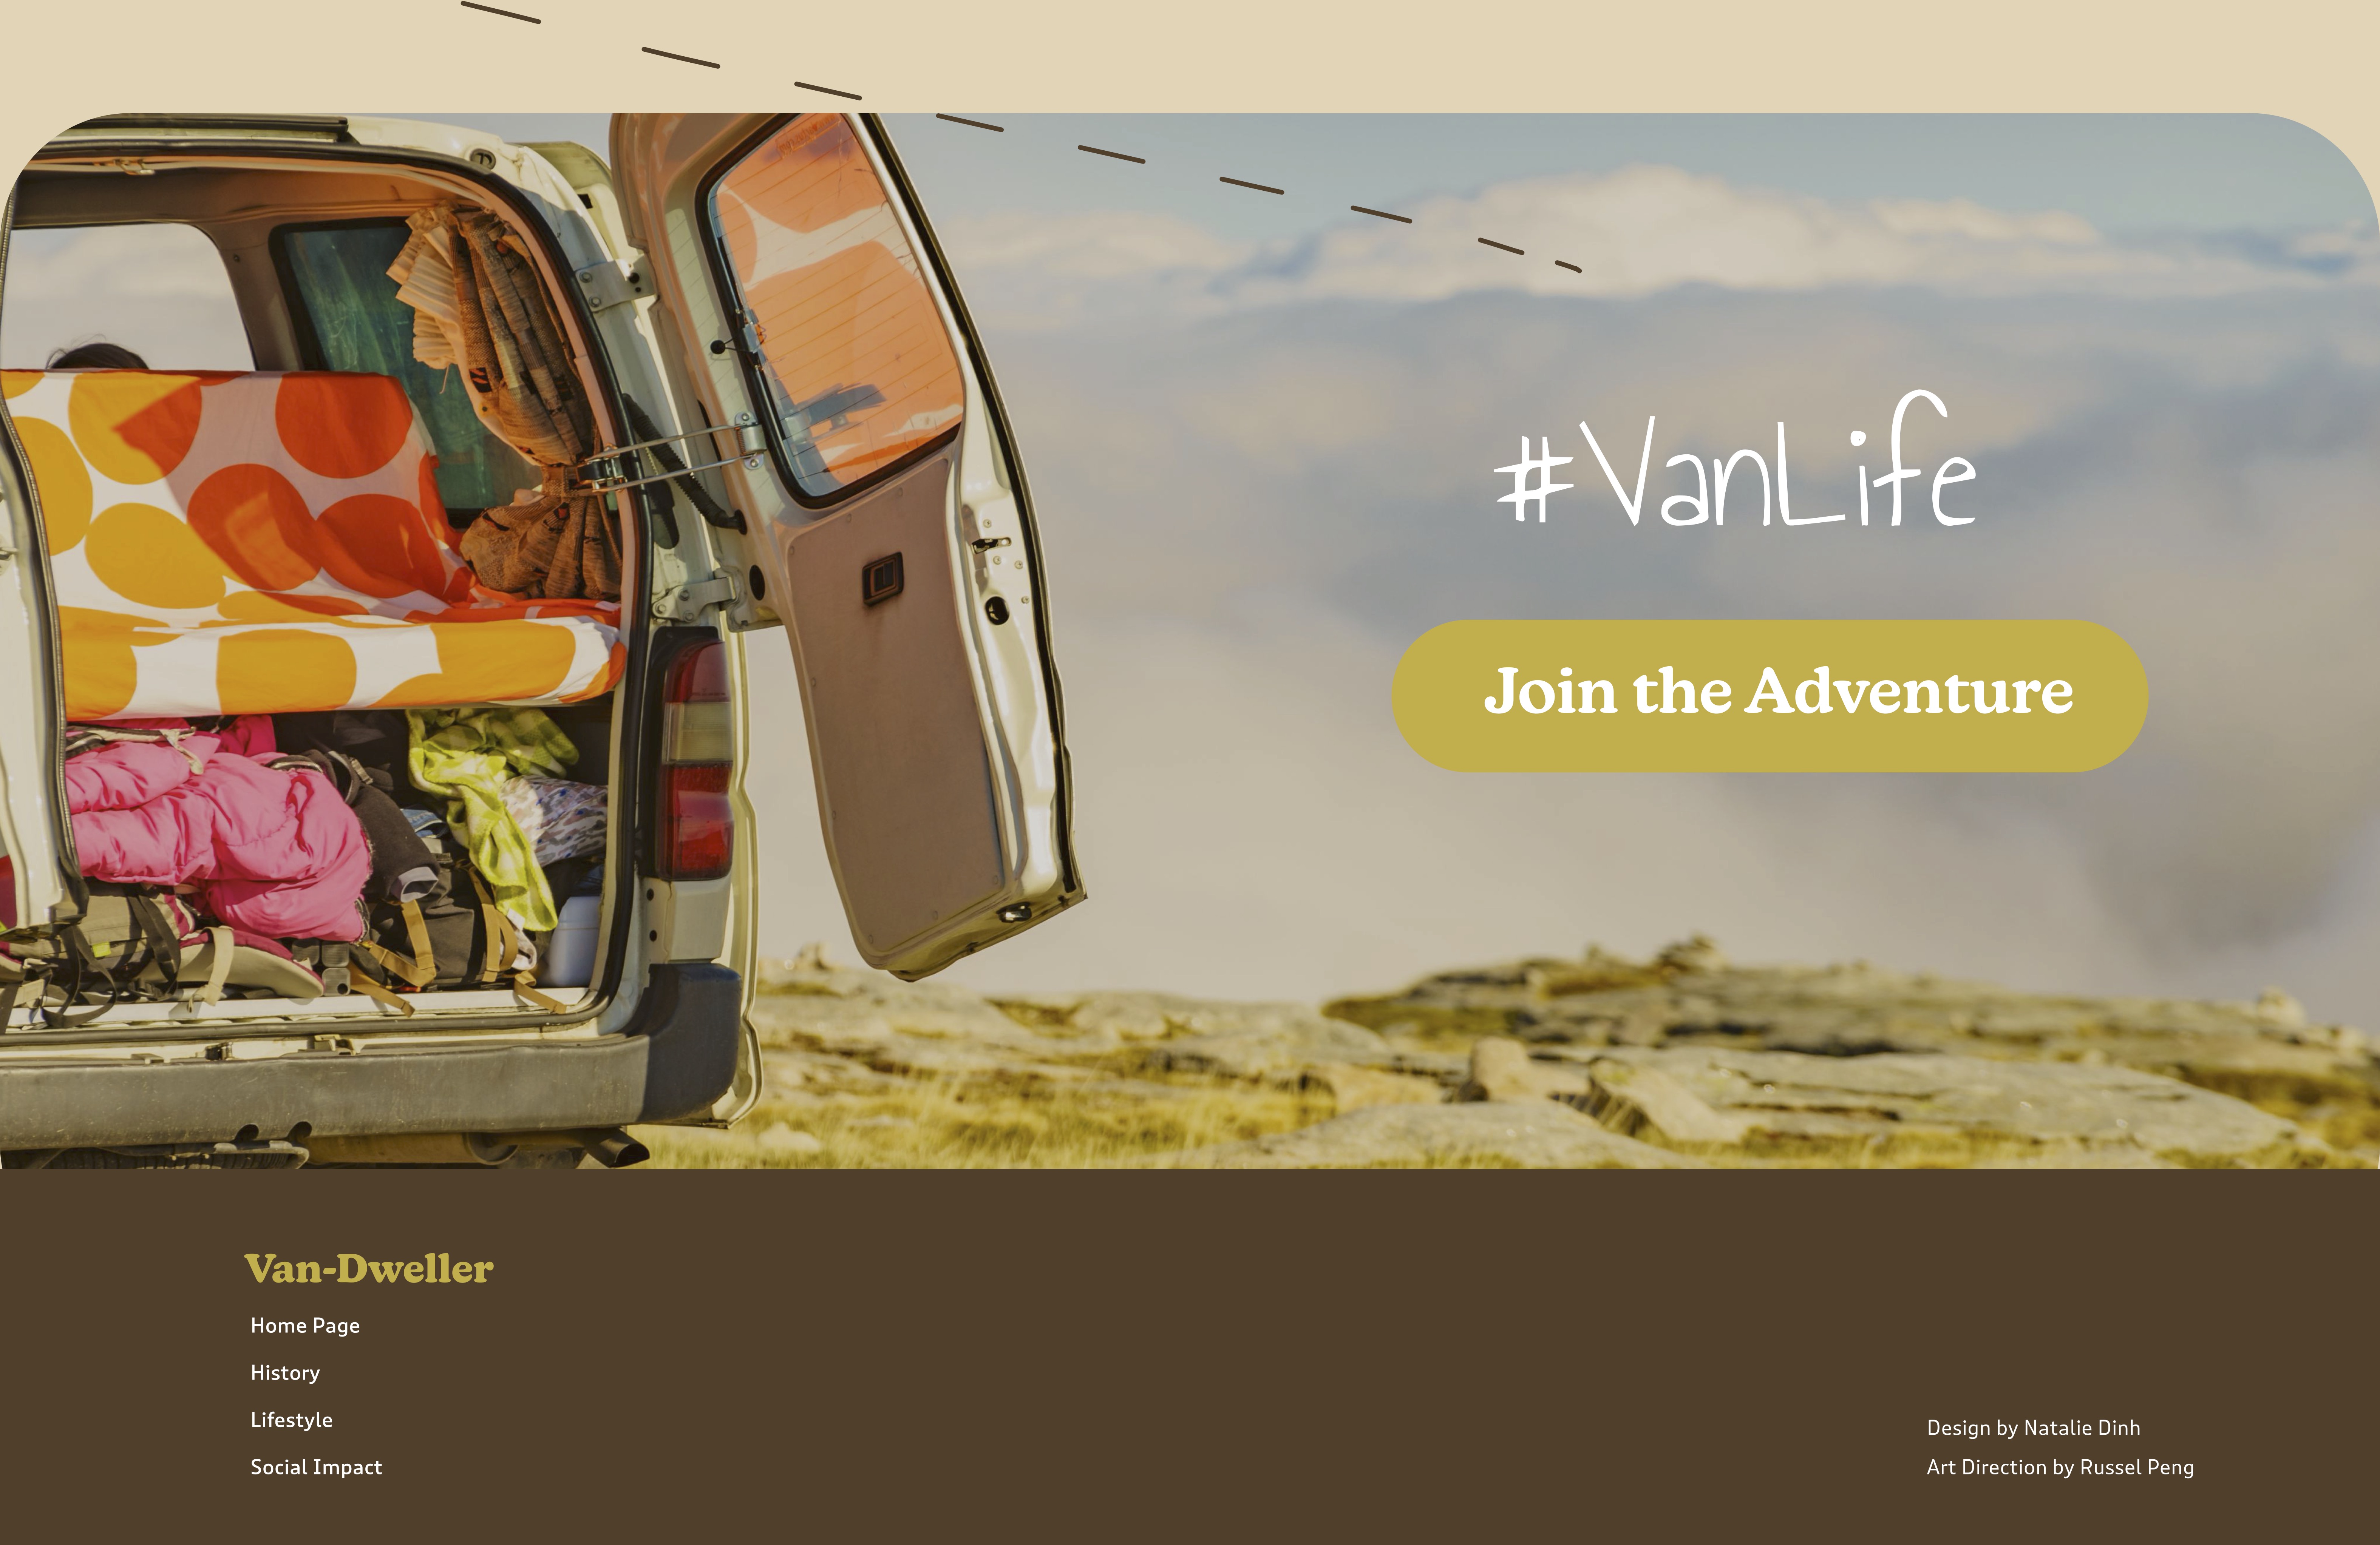 #VanLife
Join the Adventure
Van-Dweller
Home Page
History
Lifestyle
Social Impact
Design by Natalie Dinh
Art Direction by Russel Peng